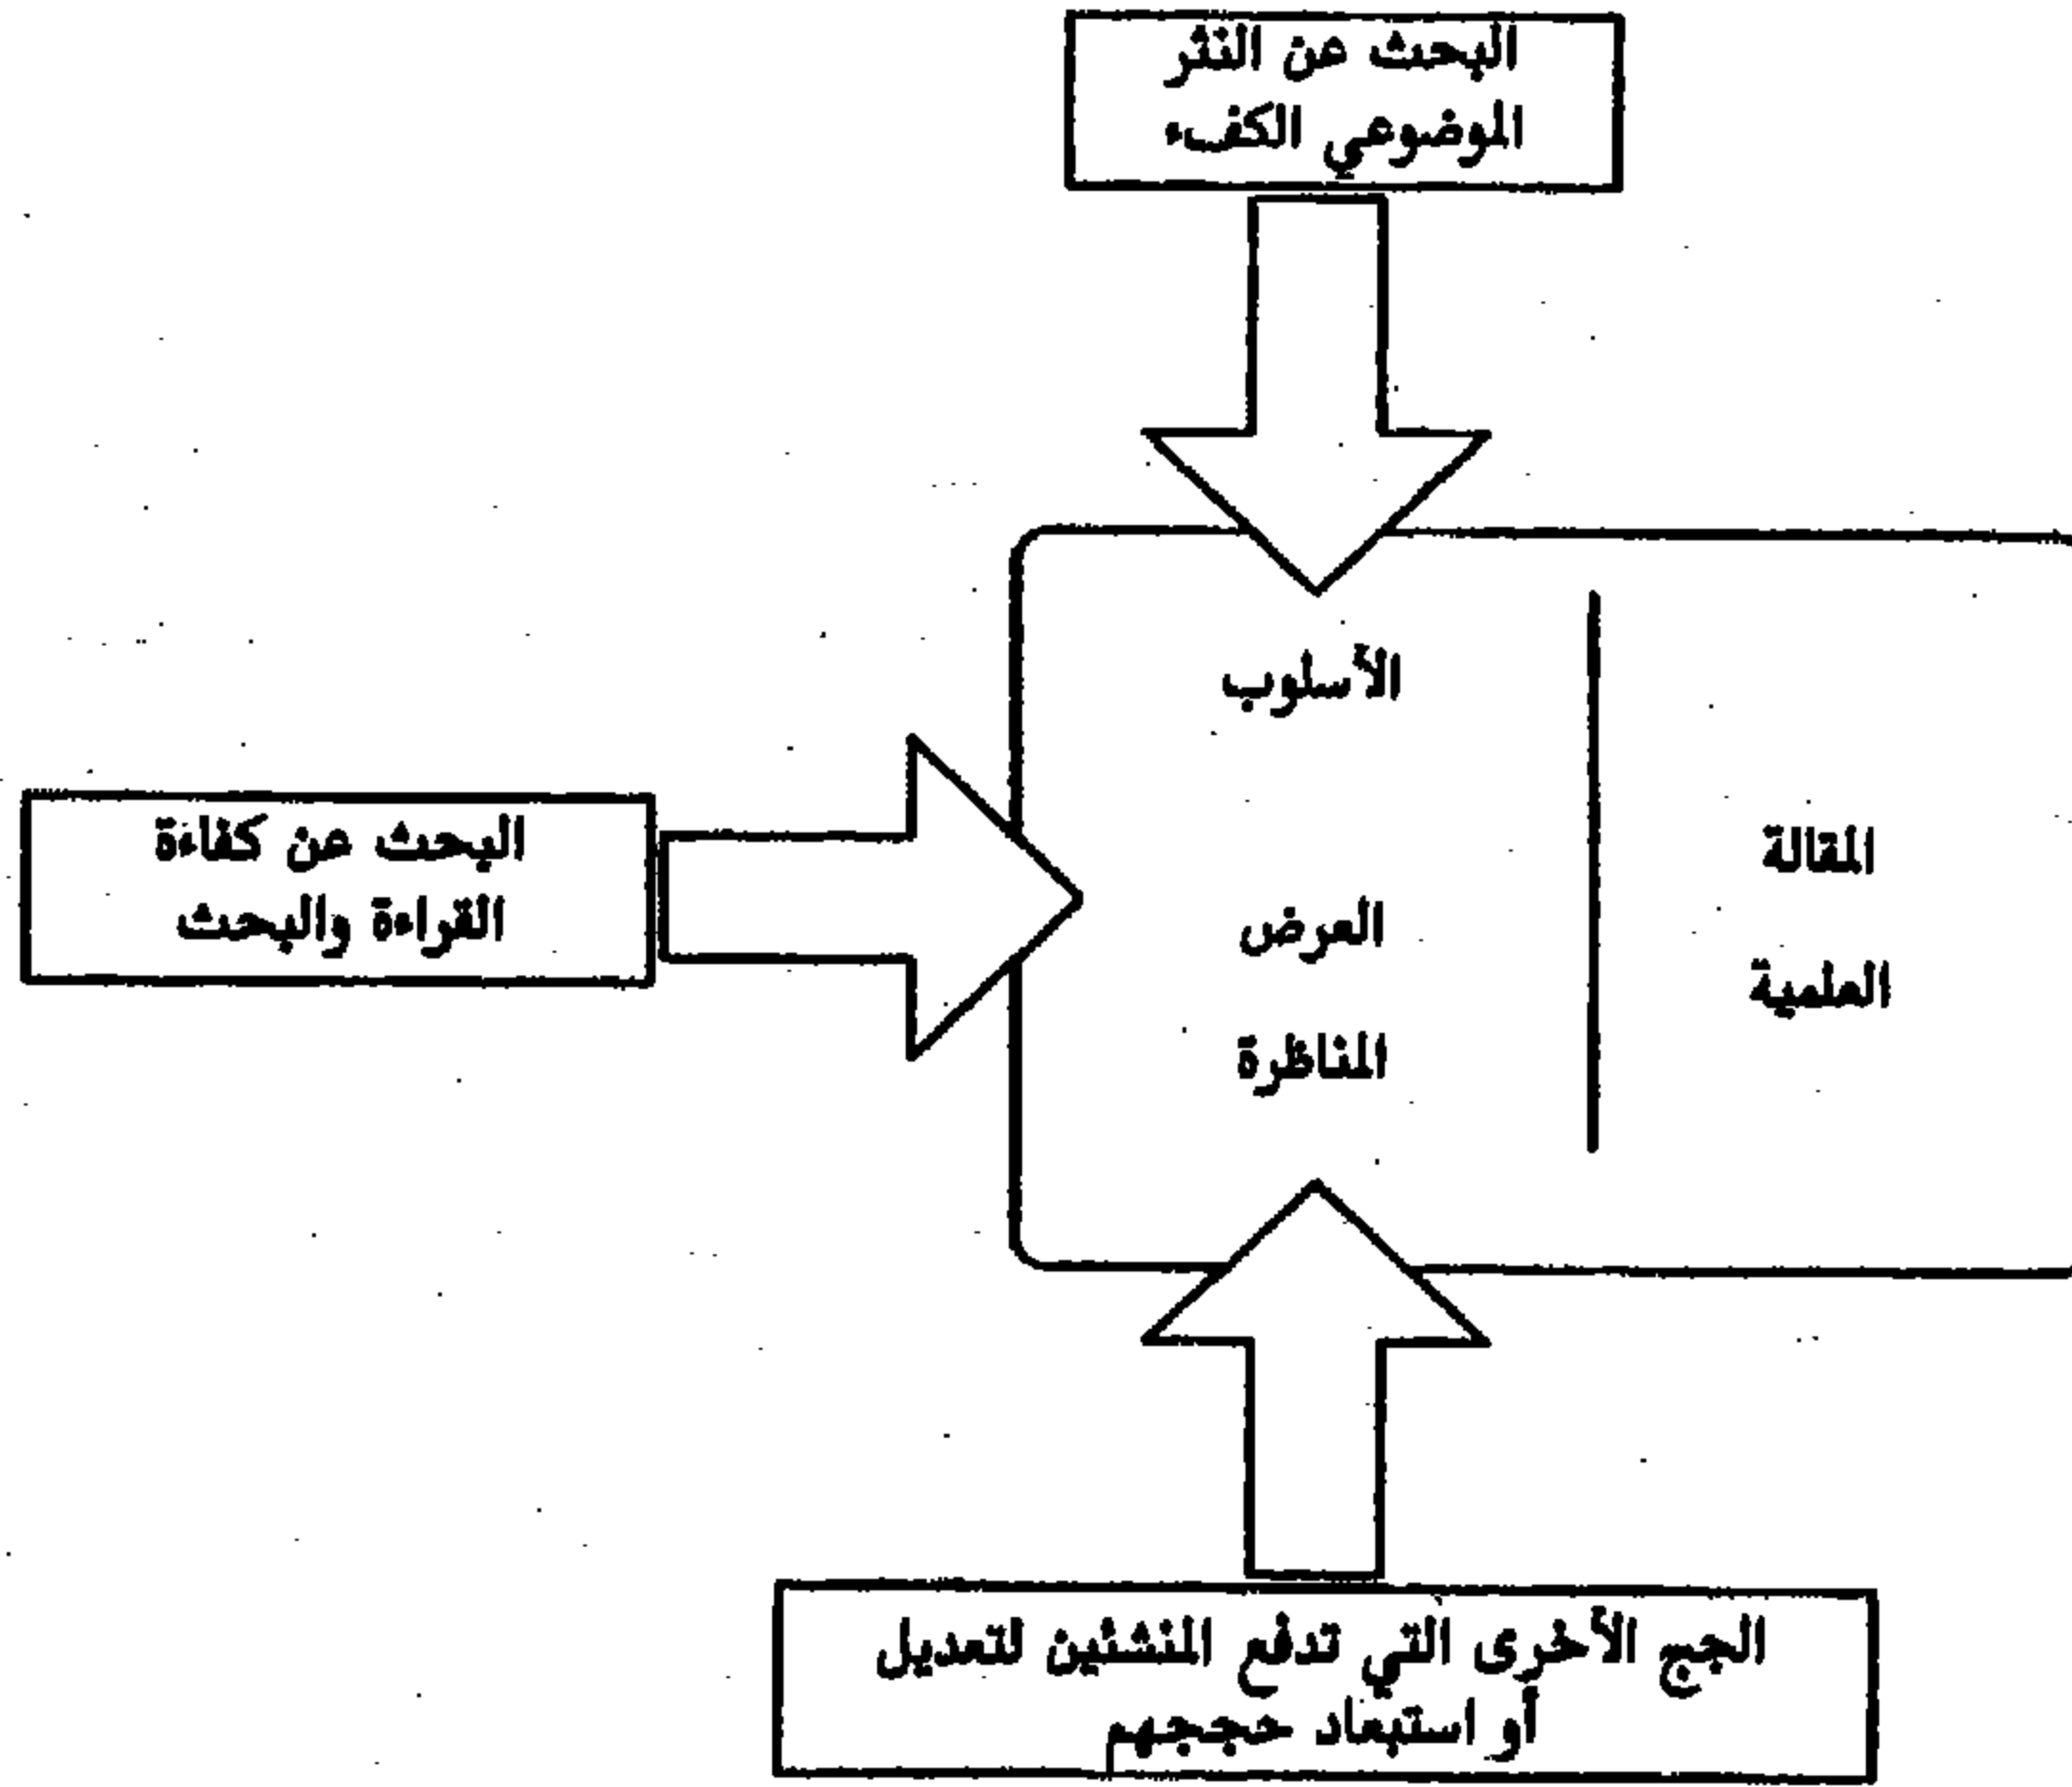 البحث عن النثر
الموضوعي الكفء
الأسلوب
المقالة
العلمية
العرض
المناظرة
البحث عن كفاءة
القراءة والبحث
الحجج الأخرى التي تدفع المنشئين لتعديل
أو استبعاد حججهم